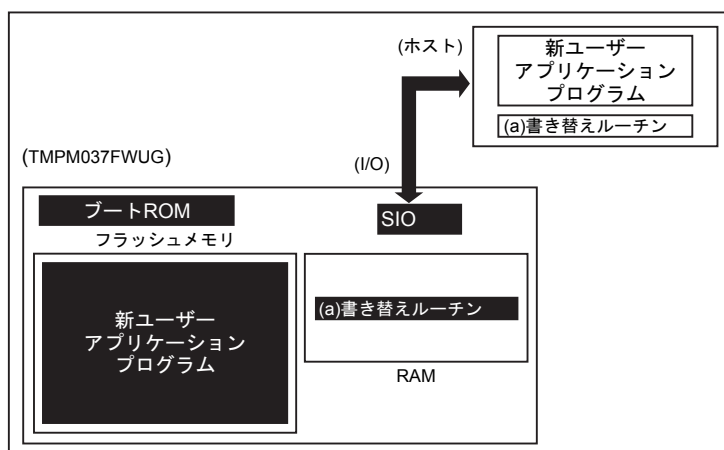 (ホスト)
新ユーザー
アプリケーション
プログラム
(a)書き替えルーチン
(TMPM037FWUG)
(I/O)
ブートROM
SIO
フラッシュメモリ
新ユーザー
アプリケーション
プログラム
(a)書き替えルーチン
RAM